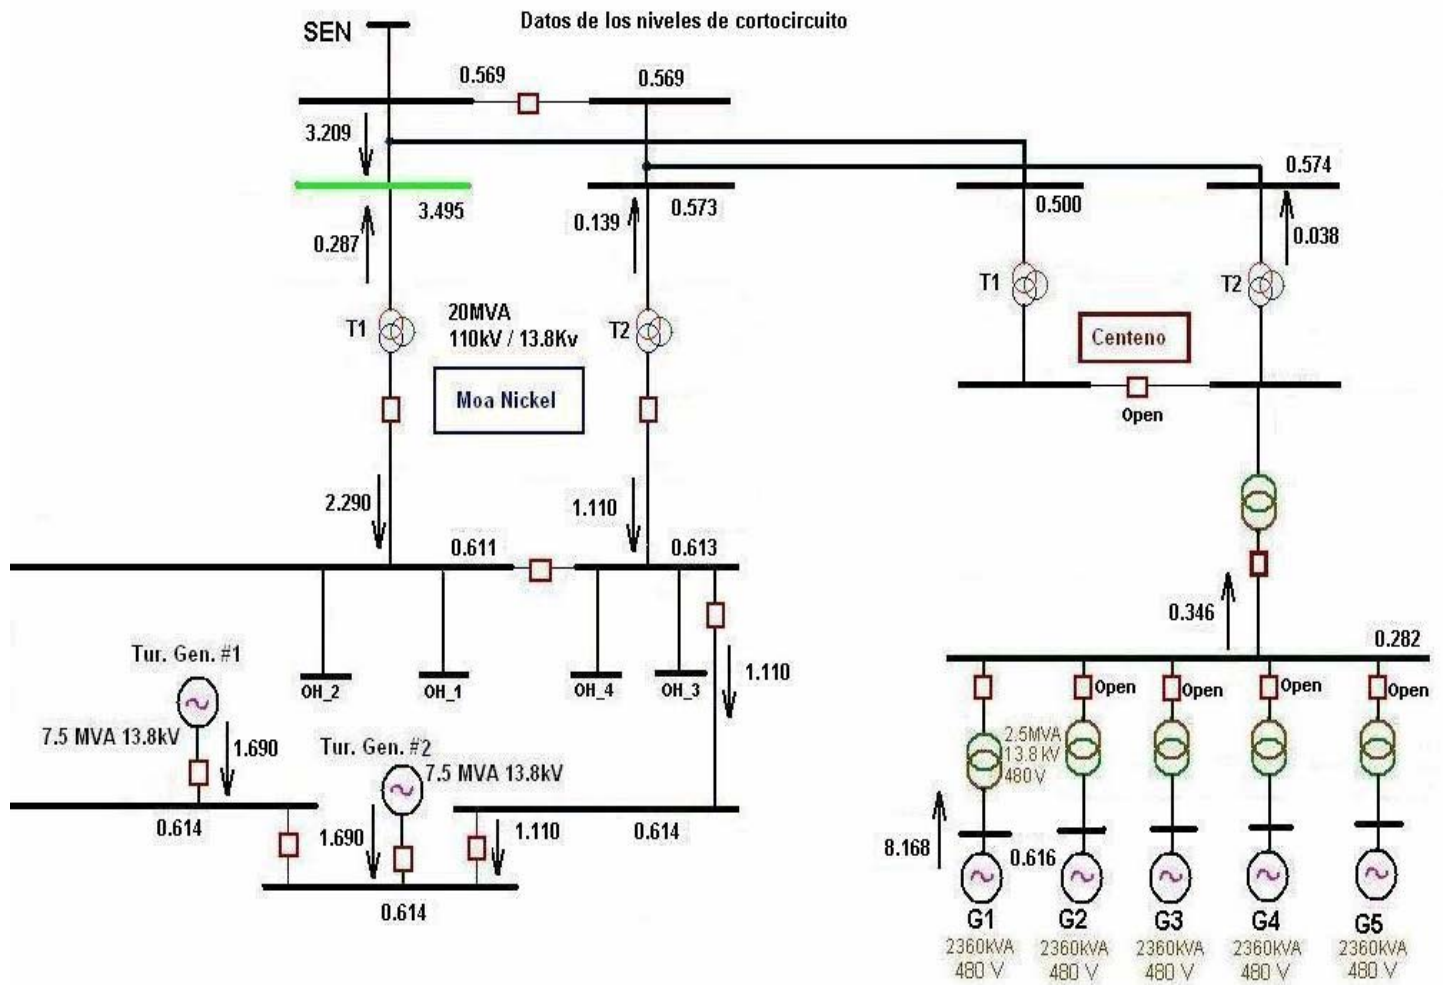 Datos de los niveles de cortocircuito
SEN
0.569
0.569
3.209
3.495
0.287
0.139
0.573
0.500
0.574
0.038
T1
20MVA
110kV / 13.8Kv
T2
T1
T2
Centeno
Moa Nickel
Open
2.290
1.110
0.611
0.613
0.346
0.282
OH_2
OH_1
OH_4
OH_3
1.110
Open
Open
Open
Open
Tur. Gen. #1
7.5 MVA 13.8kV
1.690
Tur. Gen. #2
7.5 MVA 13.8kV
2.5MVA
13.8 kV
480 V
0.614
1.690
1.110
0.614
0.614
8.168
0.616
G1
G2
G3
G4
G5
2360kVA
480 V
2360kVA
480 V
2360kVA
480 V
2360kVA
480 V
2360kVA
480 V